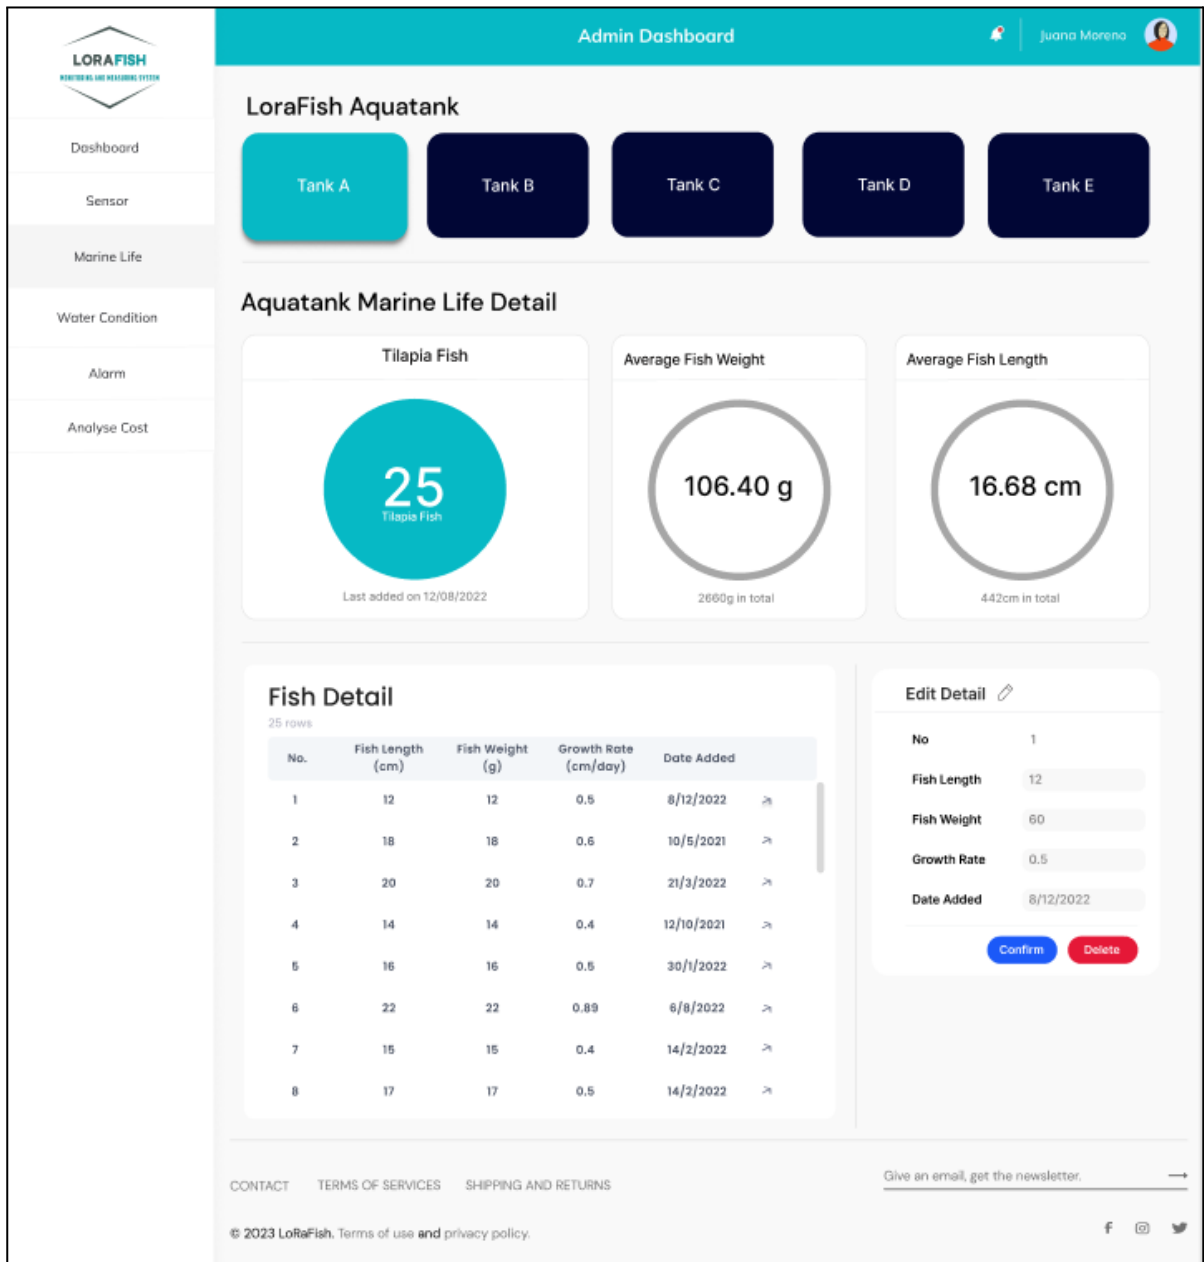 LORAFISH
MONITORING AND MEASURING SYSTEM
Admin Dashboard
Juana Moreno
Dashboard
Sensor
Marine Life
Water Condition
Alarm
Analyse Cost
LoraFish Aquatank
Tank A Tank B Tank C Tank D Tank E
Aquatank Marine Life Detail
Tilapia Fish
25
Tilapia Fish
Last added on 12/08/2022
Average Fish Weight
106.40 g
2660g in total
Average Fish Length
16.68 cm
442cm in total
Fish Detail
25 rows
No. Fish Length (cm) Fish Weight (g) Growth Rate (cm/day) Date Added
1 12 12 0.5 8/12/2022
2 18 18 0.6 10/5/2021
3 20 20 0.7 21/3/2022
4 14 14 0.4 12/10/2021
5 16 16 0.5 30/1/2022
6 22 22 0.89 6/8/2022
7 15 15 0.4 14/2/2022
8 17 17 0.5 14/2/2022
Edit Detail
No 1
Fish Length 12
Fish Weight 60
Growth Rate 0.5
Date Added 8/12/2022
Confirm Delete
CONTACT TERMS OF SERVICES SHIPPING AND RETURNS
Give an email, get the newsletter.
© 2023 LoRaFish. Terms of use and privacy policy.